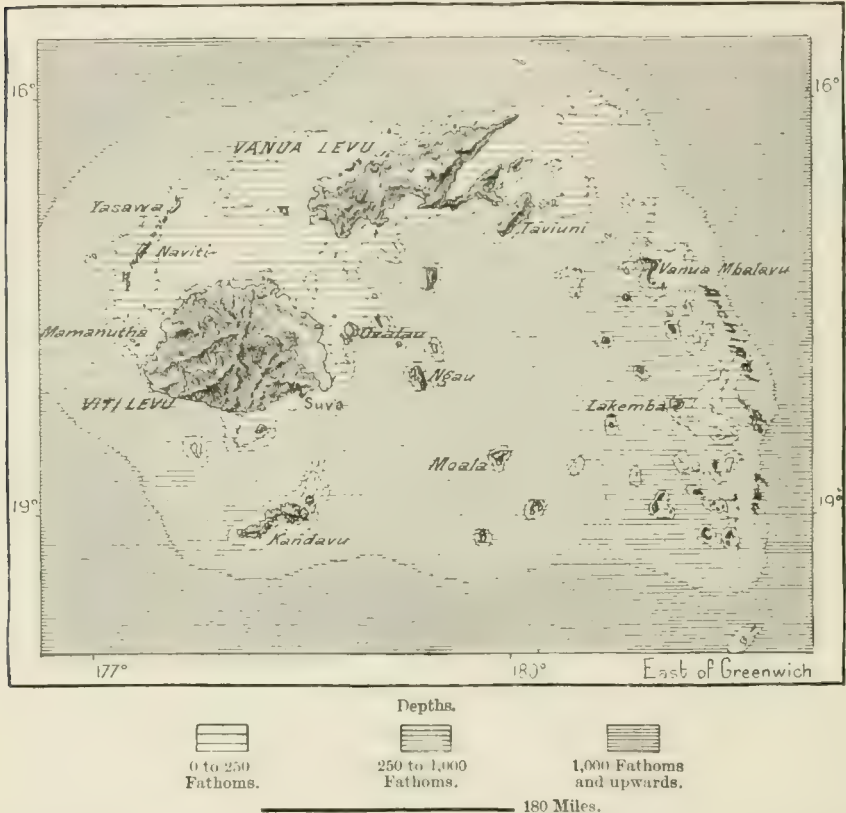 16°
16°
VANUA LEVU
Yasawa
Taviuni
Naviti
Vanua Mbalavu
Mamanutha
Ovalau
Ngau
VITI LEVU
Suva
Lakemba
Moala
19°
19°
Kandavu
B
C
A
177°
180°
East of Greenwich
Depths.
0 to 250
Fathoms.
250 to 1,000
Fathoms.
1,000 Fathoms
and upwards.
180 Miles.